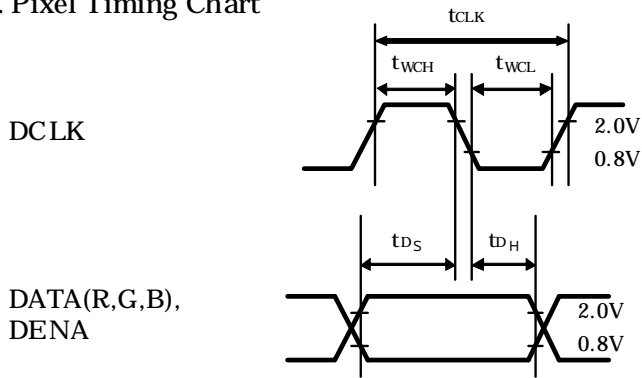 . Pixel Timing Chart
tCLK
tWCH tWCL
DCLK
2.0V
0.8V
tDS tDH
DATA(R,G,B),
DENA
2.0V
0.8V